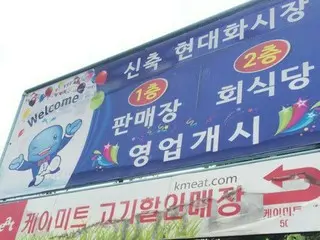 Welcome
신축 현대화시장
1층 2층
판매장 회식당
영업개시
kmeat.com
케이미트 고기할인매장
케이미트
50